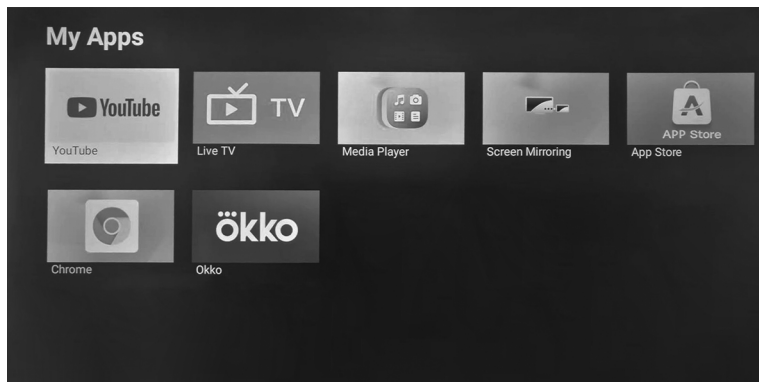 My Apps
YouTube
YouTube
TV
Live TV
Media Player
Screen Mirroring
APP Store
App Store
Chrome
ökko
Okko